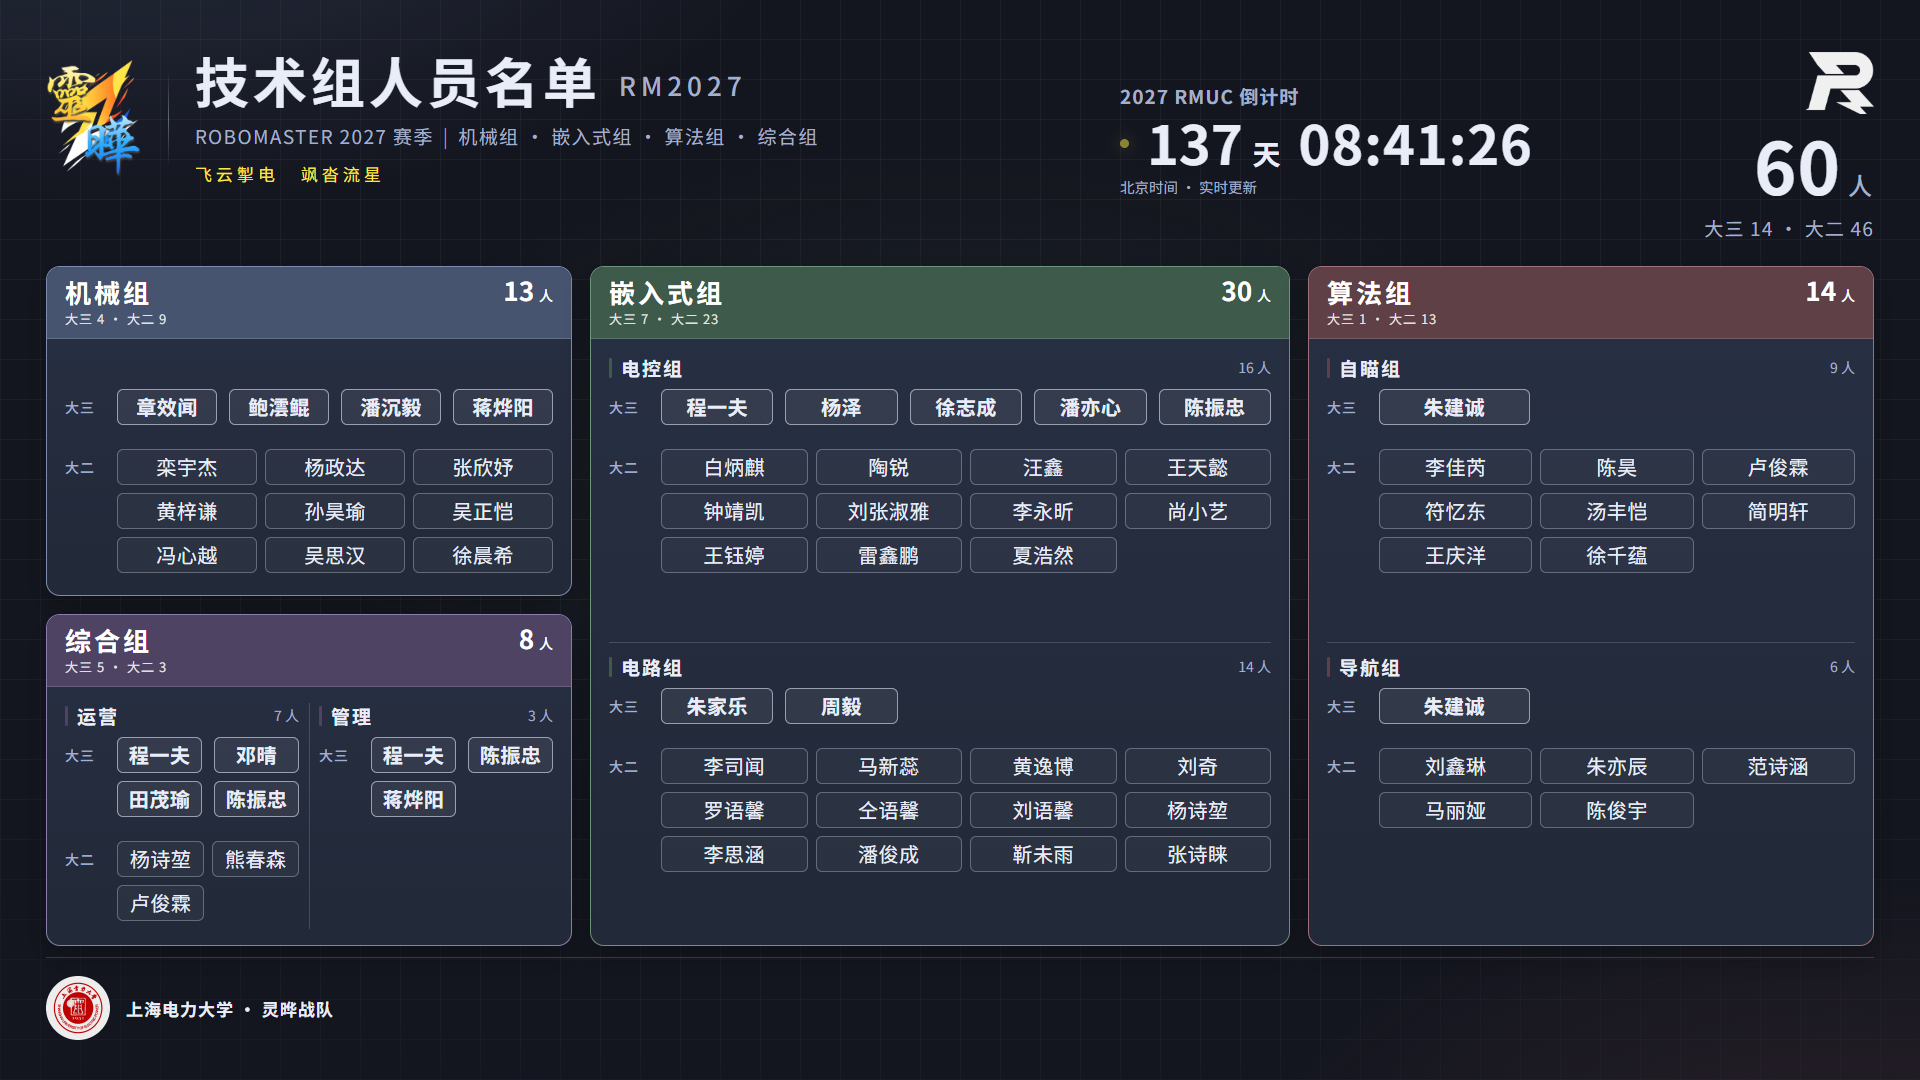 靈曄
技术组人员名单 RM2027
ROBOMASTER 2027 赛季 | 机械组 · 嵌入式组 · 算法组 · 综合组
飞云掣电 飒沓流星
2027 RMUC 倒计时
137 天 08:41:26
北京时间 · 实时更新
60 人
大三 14 · 大二 46
机械组 13 人
大三 4 · 大二 9
大三 章效闻 鲍澐鲲 潘沉毅 蒋烨阳
大二 栾宇杰 杨政达 张欣妤
黄梓谦 孙昊瑜 吴正恺
冯心越 吴思汉 徐晨希
综合组 8 人
大三 5 · 大二 3
运营 7 人
大三 程一夫 邓晴
田茂瑜 陈振忠
大二 杨诗堃 熊春森
卢俊霖
管理 3 人
大三 程一夫 陈振忠
蒋烨阳
嵌入式组 30 人
大三 7 · 大二 23
电控组 16 人
大三 程一夫 杨泽 徐志成 潘亦心 陈振忠
大二 白炳麒 陶锐 汪鑫 王天懿
钟靖凯 刘张淑雅 李永昕 尚小艺
王钰婷 雷鑫鹏 夏浩然
电路组 14 人
大三 朱家乐 周毅
大二 李司闻 马新蕊 黄逸博 刘奇
罗语馨 仝语馨 刘语馨 杨诗堃
李思涵 潘俊成 靳未雨 张诗睐
算法组 14 人
大三 1 · 大二 13
自瞄组 9 人
大三 朱建诚
大二 李佳芮 陈昊 卢俊霖
符忆东 汤丰恺 简明轩
王庆洋 徐千蕴
导航组 6 人
大三 朱建诚
大二 刘鑫琳 朱亦辰 范诗涵
马丽娅 陈俊宇
上海电力大学 · 灵晔战队